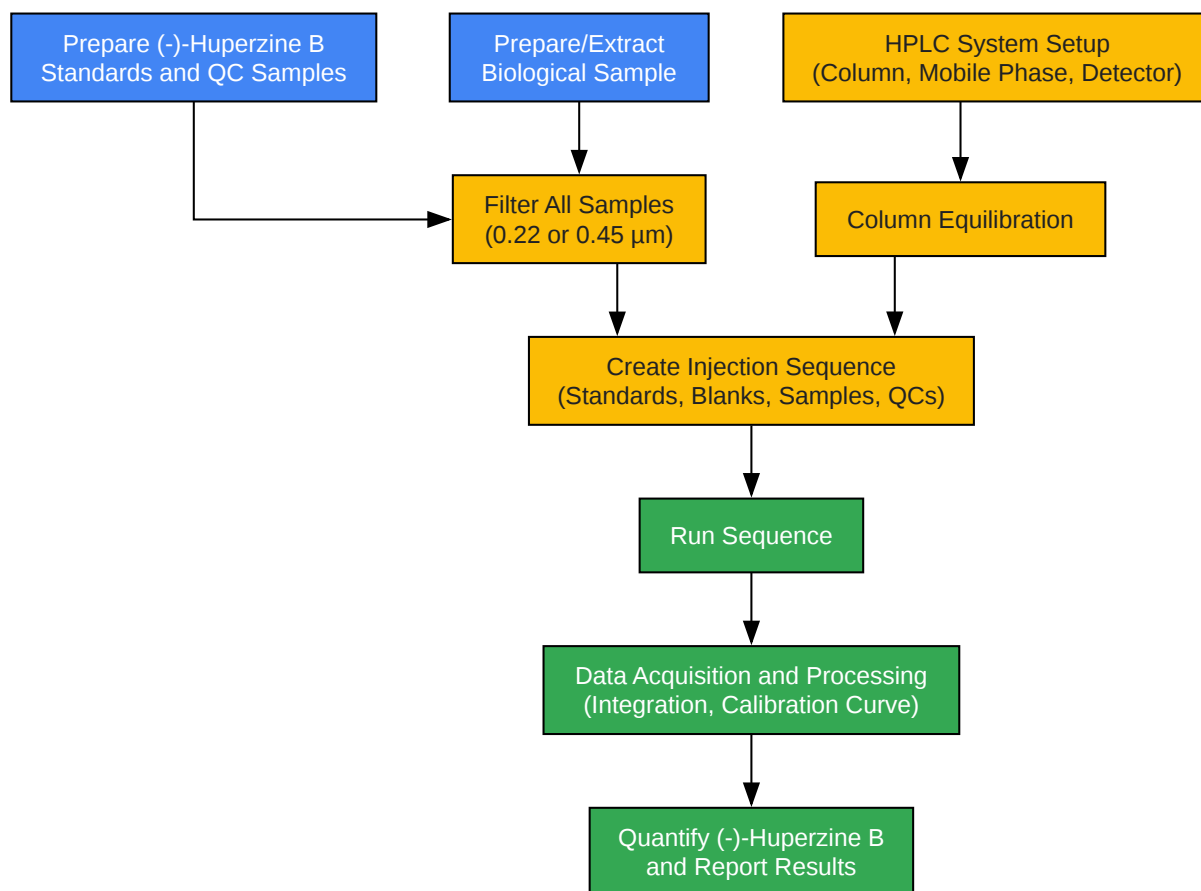 Prepare (-)-Huperzine B
Standards and QC Samples
Prepare/Extract
Biological Sample
HPLC System Setup
(Column, Mobile Phase, Detector)
Filter All Samples
(0.22 or 0.45 µm)
Column Equilibration
Create Injection Sequence
(Standards, Blanks, Samples, QCs)
Run Sequence
Data Acquisition and Processing
(Integration, Calibration Curve)
Quantify (-)-Huperzine B
and Report Results